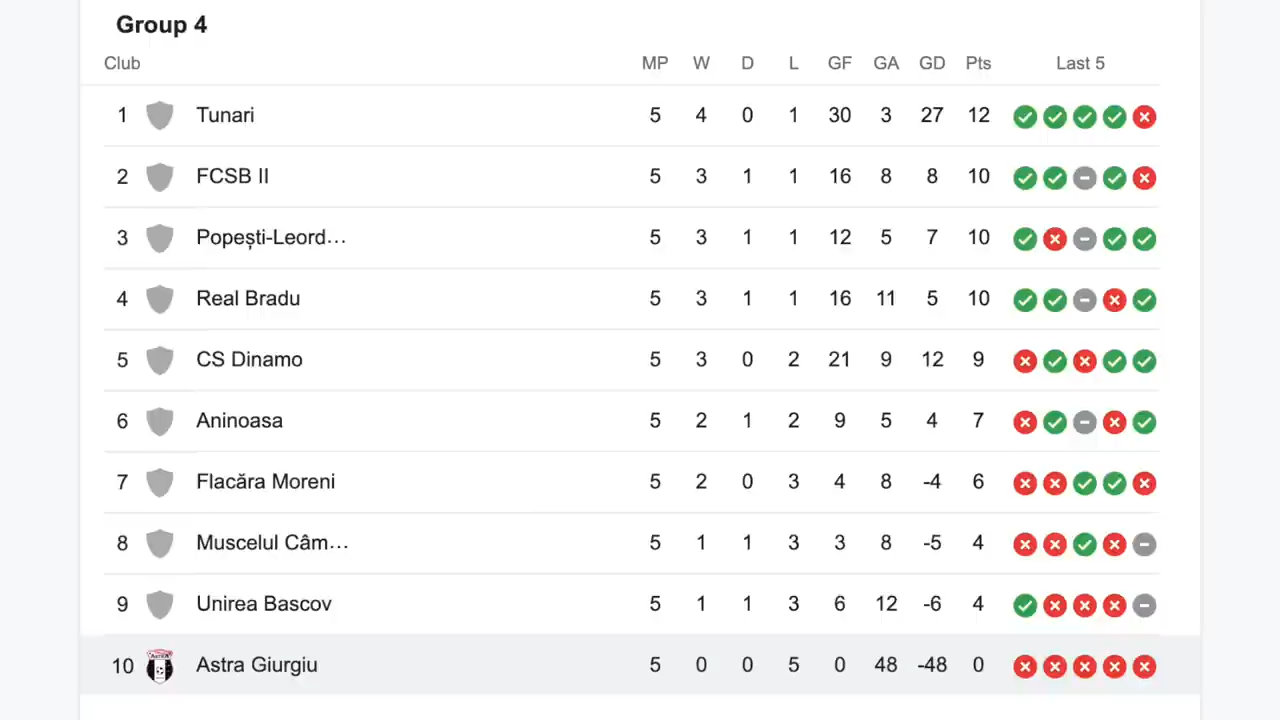 Group 4
Club MP W D L GF GA GD Pts Last 5
1 Tunari 5 4 0 1 30 3 27 12
2 FCSB II 5 3 1 1 16 8 8 10
3 Popești-Leord... 5 3 1 1 12 5 7 10
4 Real Bradu 5 3 1 1 16 11 5 10
5 CS Dinamo 5 3 0 2 21 9 12 9
6 Aninoasa 5 2 1 2 9 5 4 7
7 Flacăra Moreni 5 2 0 3 4 8 -4 6
8 Muscelul Câm... 5 1 1 3 3 8 -5 4
9 Unirea Bascov 5 1 1 3 6 12 -6 4
10 Astra Giurgiu 5 0 0 5 0 48 -48 0